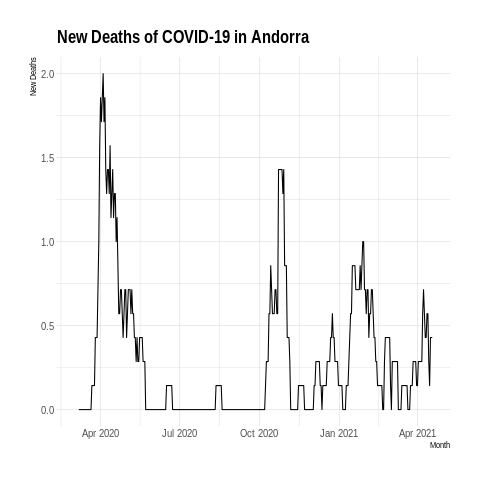 New Deaths of COVID-19 in Andorra
New Deaths
2.0
1.5
1.0
0.5
0.0
Apr 2020 Jul 2020 Oct 2020 Jan 2021 Apr 2021
Month